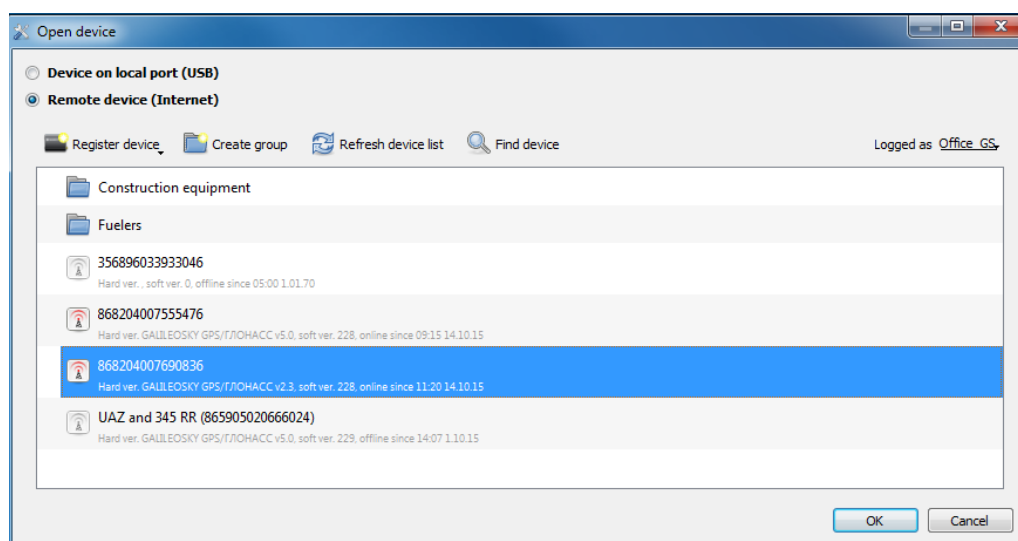 Open device
Device on local port (USB)
Remote device (Internet)
Register device Create group Refresh device list Find device Logged as Office_GS
Construction equipment
Fuelers
356896033933046
Hard ver. , soft ver. 0, offline since 05:00 1.01.70
868204007555476
Hard ver. GALILEOSKY GPS/ГЛОНАСС v5.0, soft ver. 228, online since 09:15 14.10.15
868204007690836
Hard ver. GALILEOSKY GPS/ГЛОНАСС v2.3, soft ver. 228, online since 11:20 14.10.15
UAZ and 345 RR (865905020666024)
Hard ver. GALILEOSKY GPS/ГЛОНАСС v5.0, soft ver. 229, offline since 14:07 1.10.15
OK Cancel